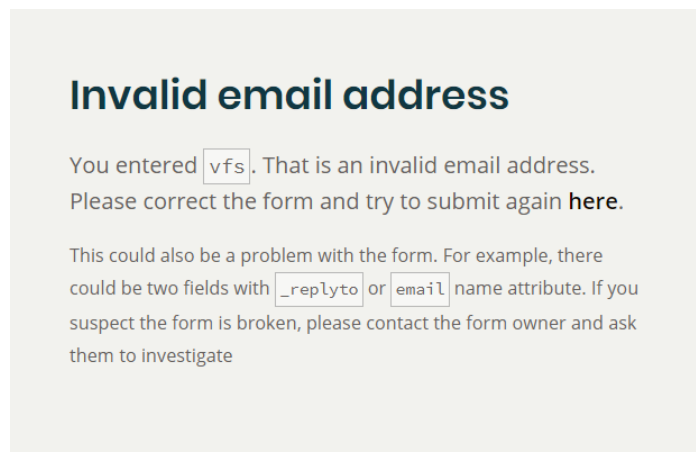 Invalid email address
You entered vfs. That is an invalid email address.
Please correct the form and try to submit again here.
This could also be a problem with the form. For example, there
could be two fields with _replyto or email name attribute. If you
suspect the form is broken, please contact the form owner and ask
them to investigate